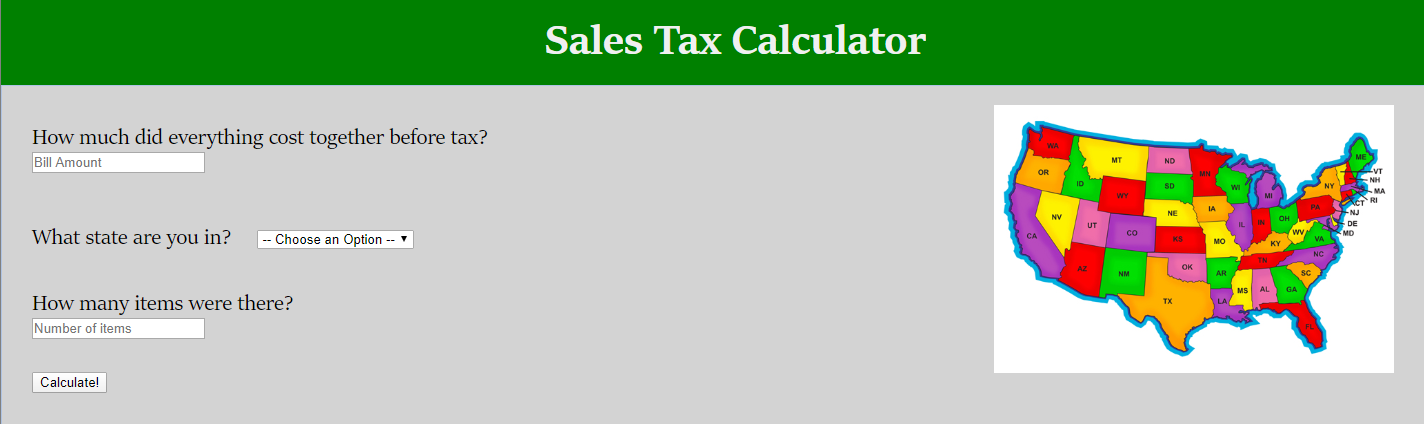 Sales Tax Calculator
How much did everything cost together before tax?
Bill Amount
What state are you in? -- Choose an Option --
How many items were there?
Number of items
Calculate!
WA
MT
ND
MN
ME
OR
ID
SD
WI
MI
NY
VT
NH
MA
RI
CT
WY
IA
PA
NJ
NV
NE
IL
IN
OH
DE
MD
CA
UT
CO
KS
MO
KY
WV
VA
AZ
NM
OK
AR
TN
NC
SC
TX
LA
MS
AL
GA
FL